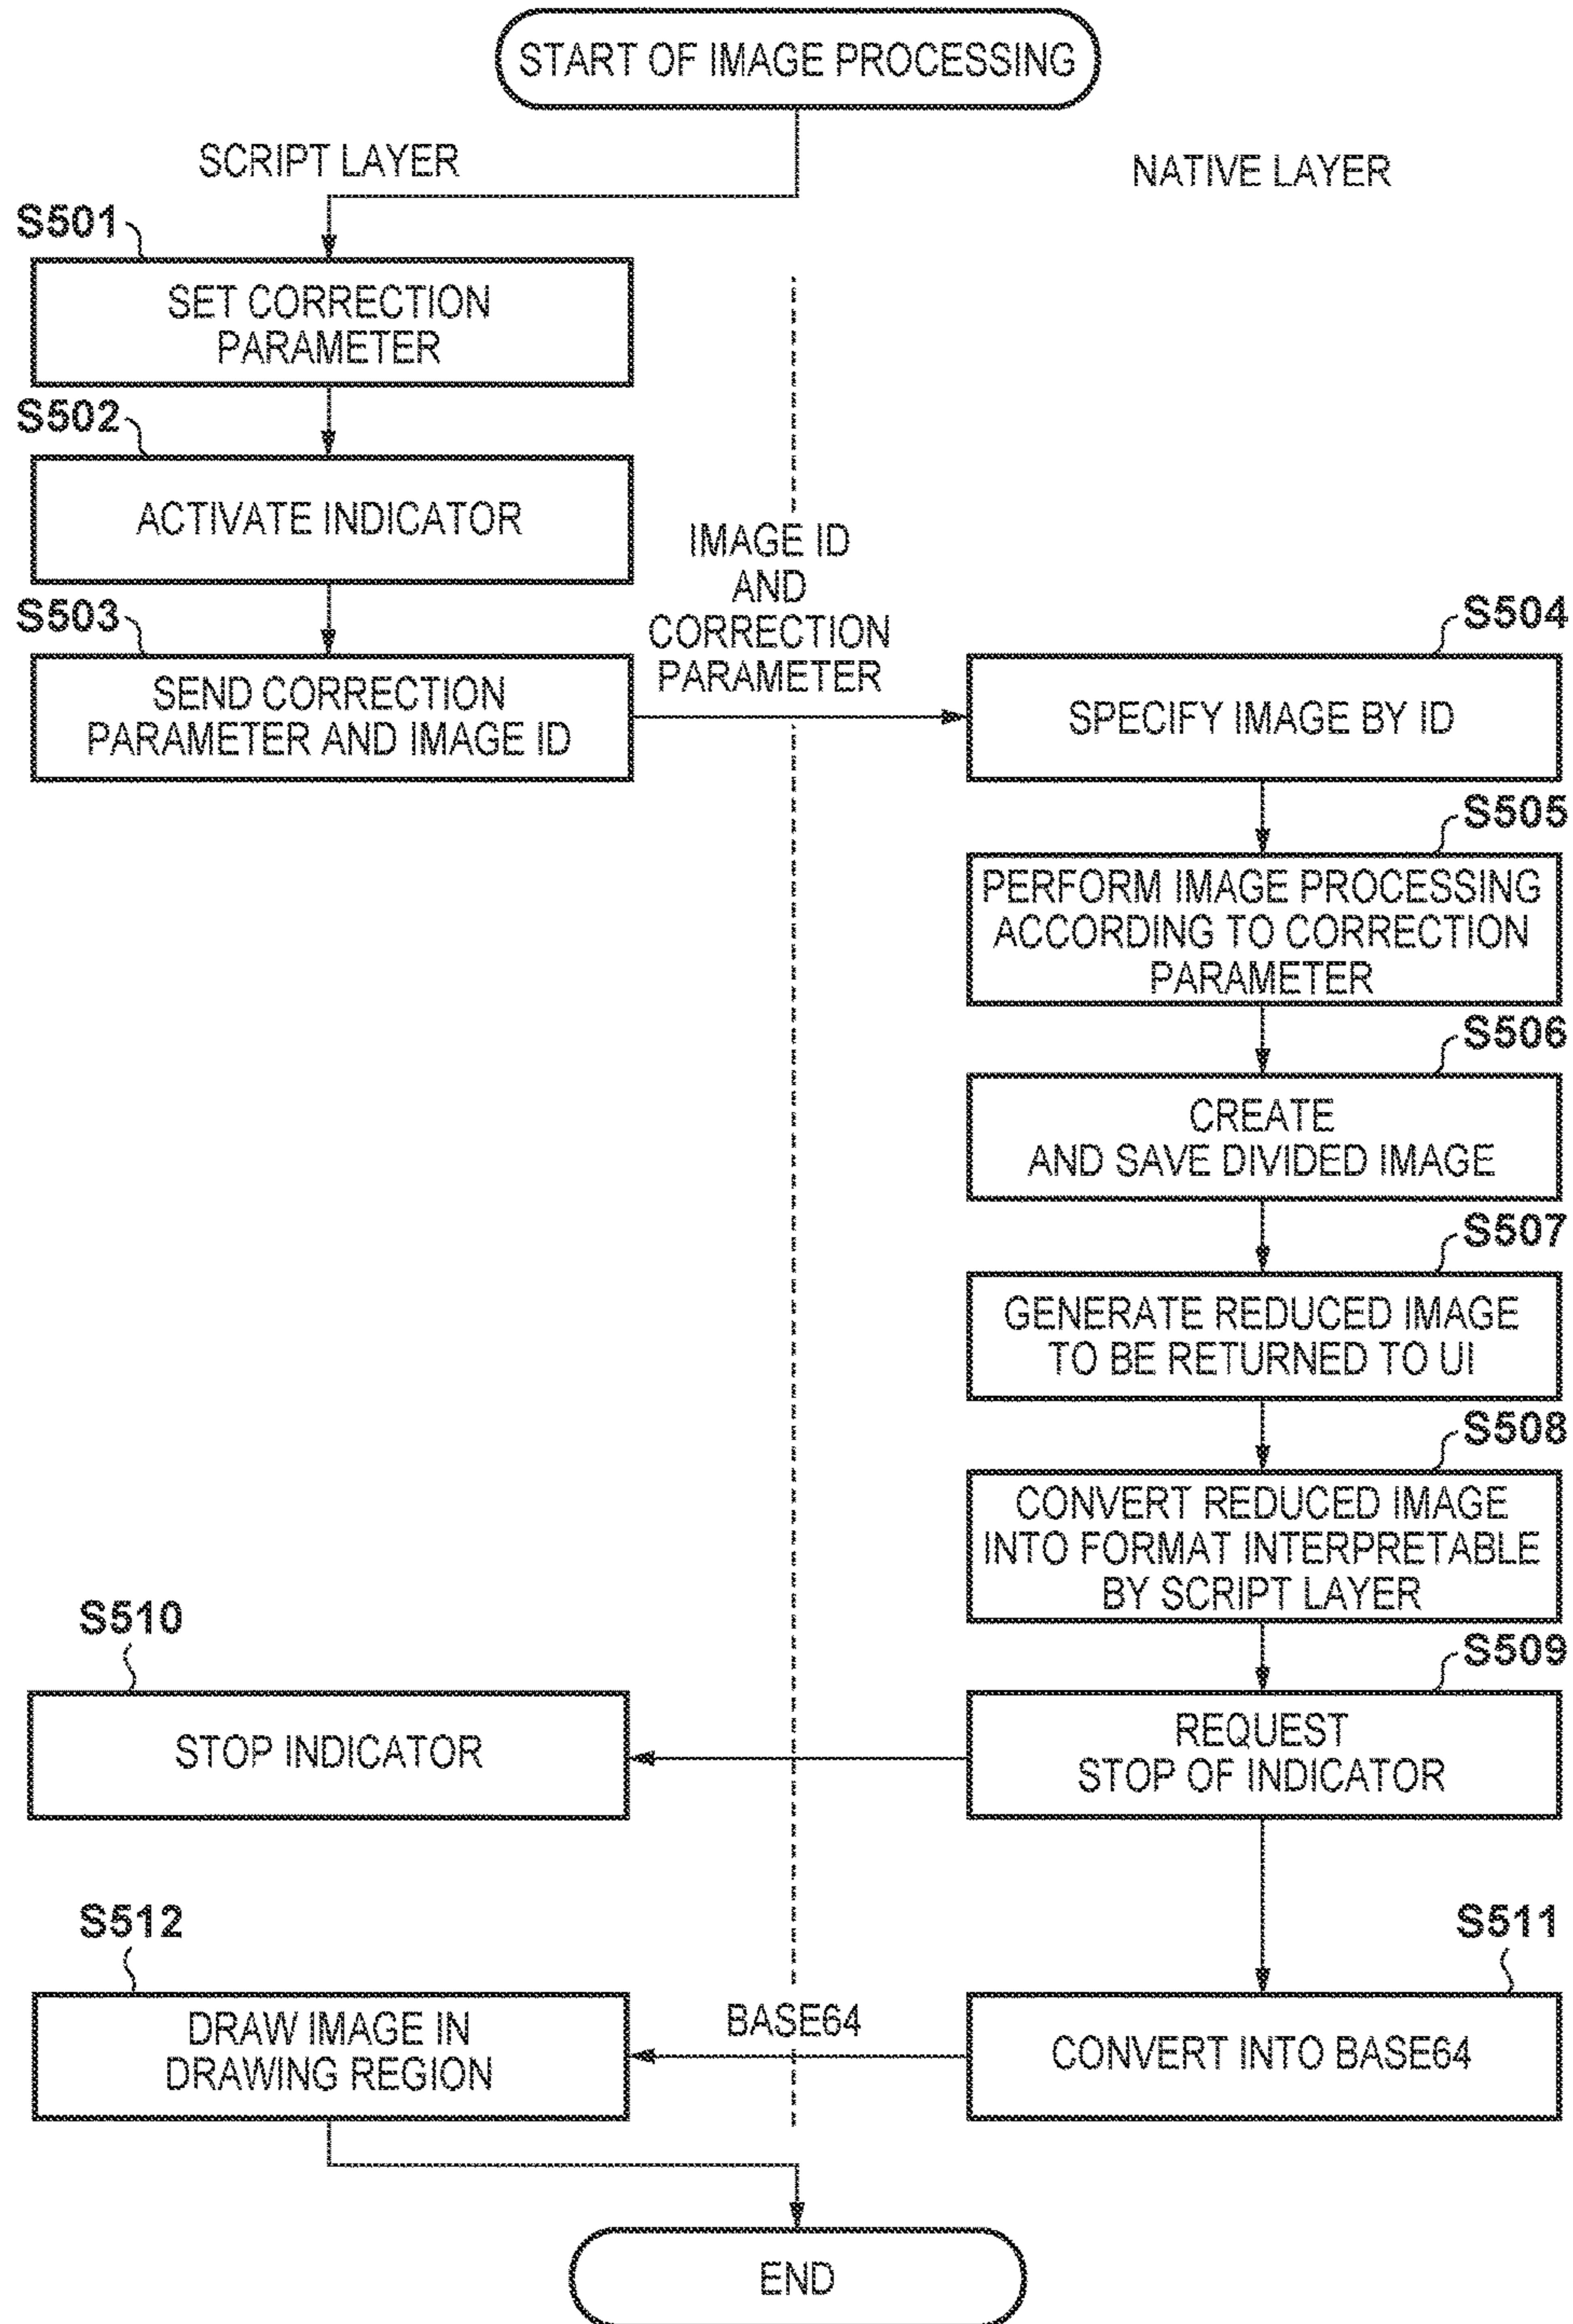 START OF IMAGE PROCESSING
SCRIPT LAYER
NATIVE LAYER
S501
SET CORRECTION
PARAMETER
S502
ACTIVATE INDICATOR
S503
SEND CORRECTION
PARAMETER AND IMAGE ID
IMAGE ID
AND
CORRECTION
PARAMETER
S504
SPECIFY IMAGE BY ID
S505
PERFORM IMAGE PROCESSING
ACCORDING TO CORRECTION
PARAMETER
S506
CREATE
AND SAVE DIVIDED IMAGE
S507
GENERATE REDUCED IMAGE
TO BE RETURNED TO UI
S508
CONVERT REDUCED IMAGE
INTO FORMAT INTERPRETABLE
BY SCRIPT LAYER
S509
REQUEST
STOP OF INDICATOR
S510
STOP INDICATOR
S511
CONVERT INTO BASE64
BASE64
S512
DRAW IMAGE IN
DRAWING REGION
END